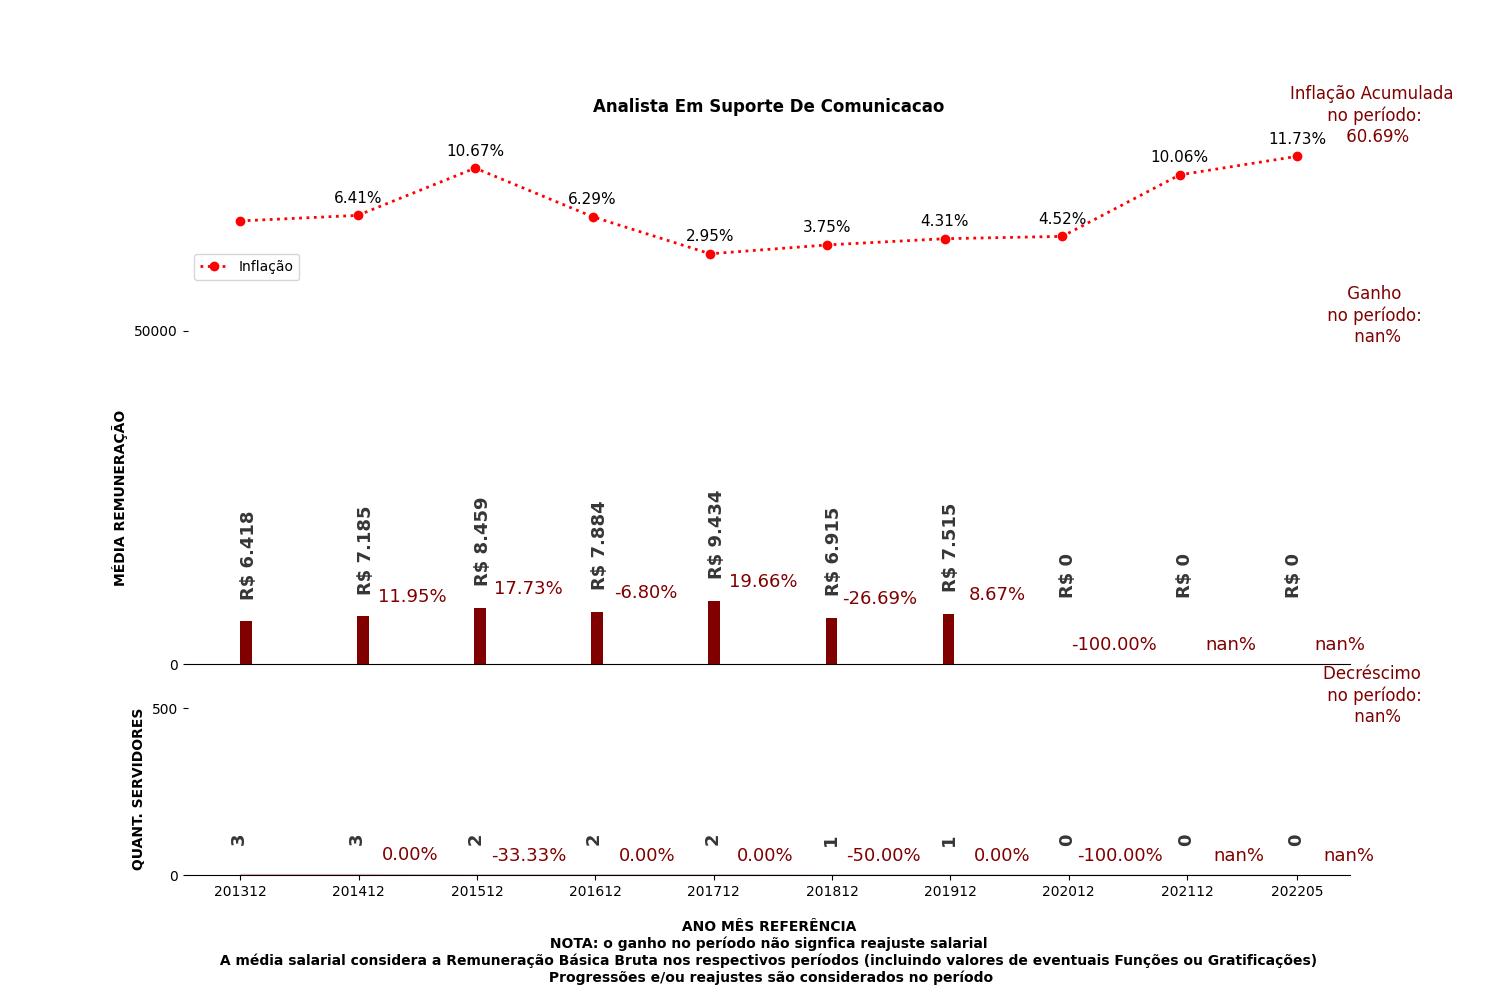 Analista Em Suporte De Comunicacao
Inflação Acumulada
no período:
60.69%
6.41%
10.67%
6.29%
2.95%
3.75%
4.31%
4.52%
10.06%
11.73%
Inflação
Ganho
no período:
nan%
50000
0
MÉDIA REMUNERAÇÃO
R$ 6.418
R$ 7.185
R$ 8.459
R$ 7.884
R$ 9.434
R$ 6.915
R$ 7.515
R$ 0
R$ 0
R$ 0
11.95%
17.73%
-6.80%
19.66%
-26.69%
8.67%
-100.00%
nan%
nan%
Decréscimo
no período:
nan%
500
0
QUANT. SERVIDORES
3
3
2
2
2
1
1
0
0
0
0.00%
-33.33%
0.00%
0.00%
-50.00%
0.00%
-100.00%
nan%
nan%
201312
201412
201512
201612
201712
201812
201912
202012
202112
202205
ANO MÊS REFERÊNCIA
NOTA: o ganho no período não signfica reajuste salarial
A média salarial considera a Remuneração Básica Bruta nos respectivos períodos (incluindo valores de eventuais Funções ou Gratificações)
Progressões e/ou reajustes são considerados no período